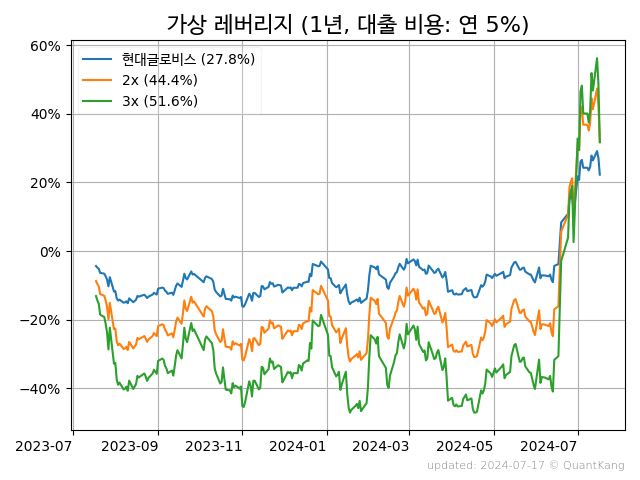 가상 레버리지 (1년, 대출 비용: 연 5%)
현대글로비스 (27.8%)
2x (44.4%)
3x (51.6%)
60%
40%
20%
0%
−20%
−40%
2023-07
2023-09
2023-11
2024-01
2024-03
2024-05
2024-07
updated: 2024-07-17 © QuantKang